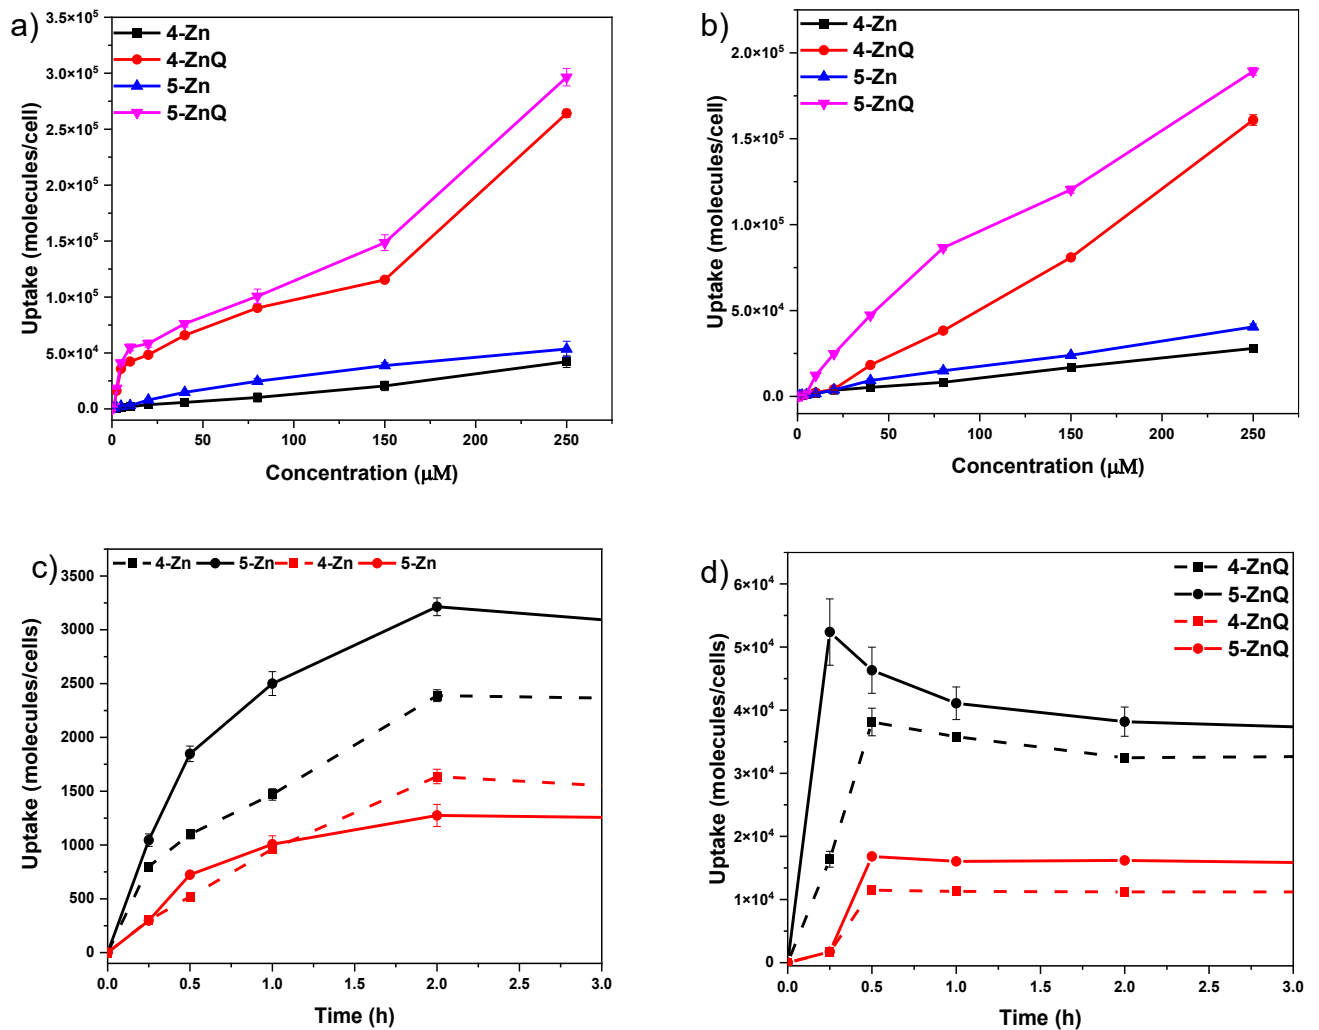 a)
4-Zn
4-ZnQ
5-Zn
5-ZnQ
3.5×10⁵
3.0×10⁵
2.5×10⁵
2.0×10⁵
1.5×10⁵
1.0×10⁵
5.0×10⁴
0.0
Uptake (molecules/cell)
0 50 100 150 200 250
Concentration (μM)
b)
4-Zn
4-ZnQ
5-Zn
5-ZnQ
2.0×10⁵
1.5×10⁵
1.0×10⁵
5.0×10⁴
0.0
Uptake (molecules/cell)
0 50 100 150 200 250
Concentration (μM)
c)
4-Zn 5-Zn 4-Zn 5-Zn
3500
3000
2500
2000
1500
1000
500
0
Uptake (molecules/cells)
0.0 0.5 1.0 1.5 2.0 2.5 3.0
Time (h)
d)
4-ZnQ
5-ZnQ
4-ZnQ
5-ZnQ
6×10⁴
5×10⁴
4×10⁴
3×10⁴
2×10⁴
1×10⁴
0
Uptake (molecules/cells)
0.0 0.5 1.0 1.5 2.0 2.5 3.0
Time (h)